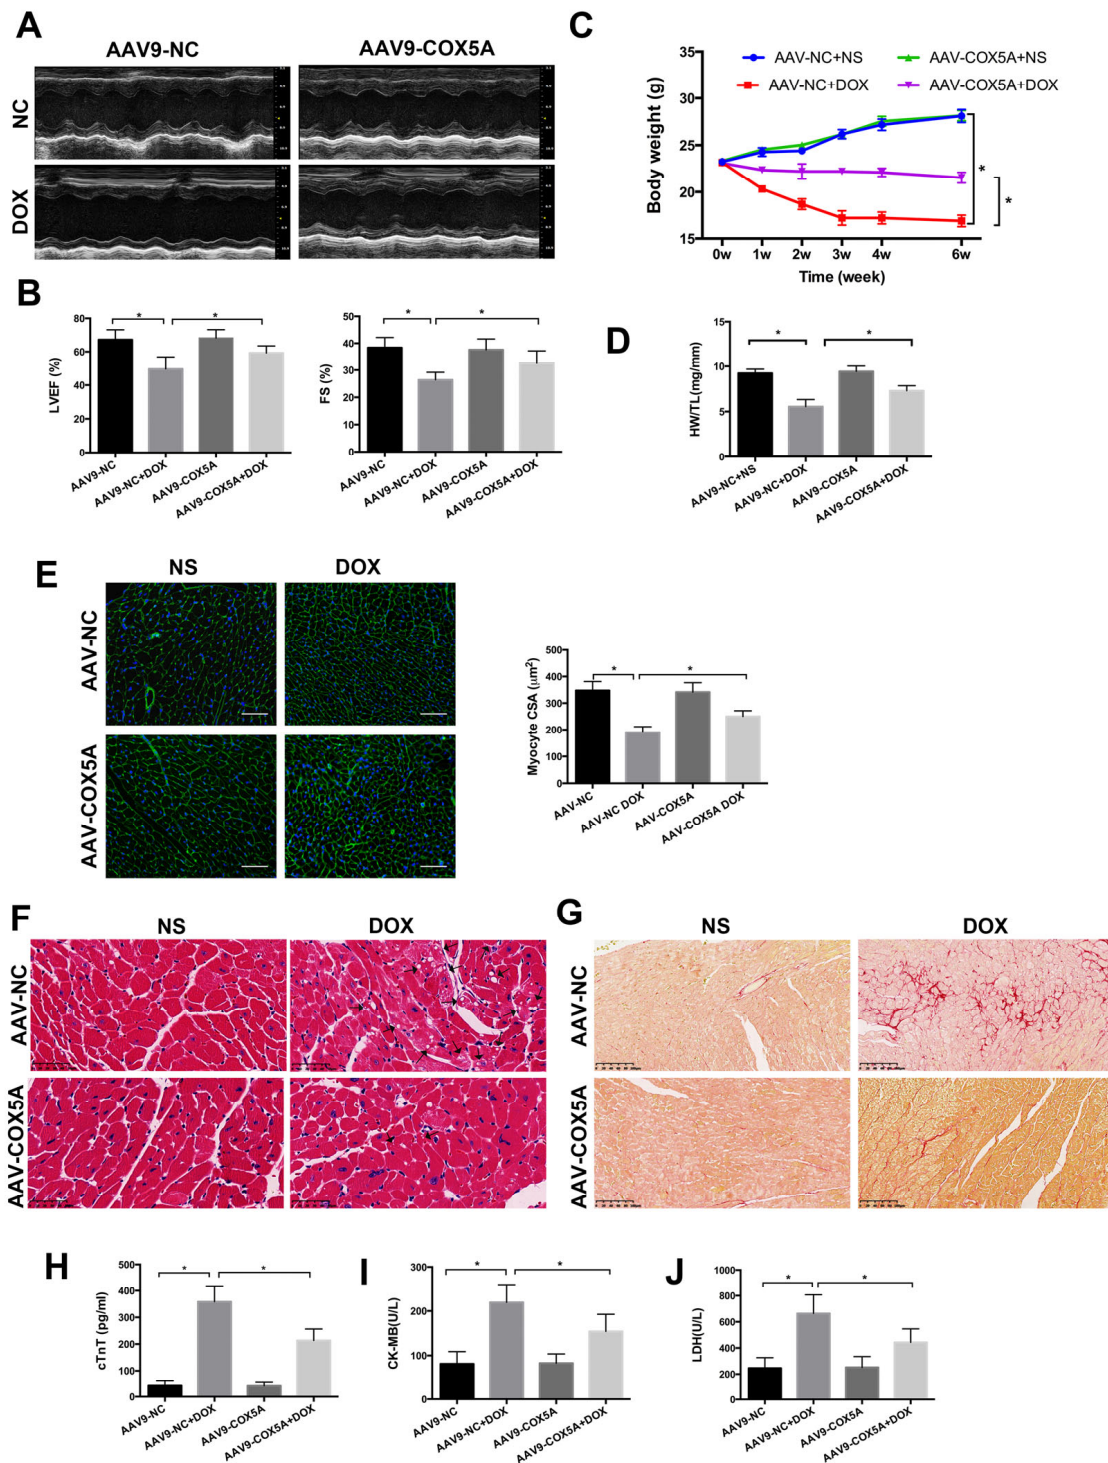 A
AAV9-NC
AAV9-COX5A
NC
DOX
B
LVEF (%)
80
60
40
20
0
*
*
AAV9-NC
AAV9-NC+DOX
AAV9-COX5A
AAV9-COX5A+DOX
FS (%)
50
40
30
20
10
0
*
*
AAV9-NC
AAV9-NC+DOX
AAV9-COX5A
AAV9-COX5A+DOX
C
AAV-NC+NS
AAV-COX5A+NS
AAV-NC+DOX
AAV-COX5A+DOX
Body weight (g)
35
30
25
20
15
*
*
0w 1w 2w 3w 4w 6w
Time (week)
D
HW/TL(mg/mm)
15
10
5
0
*
*
AAV9-NC+NS
AAV9-NC+DOX
AAV9-COX5A
AAV9-COX5A+DOX
E
NS
DOX
AAV-NC
AAV-COX5A
Myocyte CSA (μm²)
500
400
300
200
100
0
*
*
AAV-NC
AAV-NC DOX
AAV-COX5A
AAV-COX5A DOX
F
NS
DOX
AAV-NC
AAV-COX5A
G
NS
DOX
AAV-NC
AAV-COX5A
H
cTnT (pg/ml)
500
400
300
200
100
0
*
*
AAV9-NC
AAV9-NC+DOX
AAV9-COX5A
AAV9-COX5A+DOX
I
CK-MB(U/L)
300
200
100
0
*
*
AAV9-NC
AAV9-NC+DOX
AAV9-COX5A
AAV9-COX5A+DOX
J
LDH(U/L)
1000
800
600
400
200
0
*
*
AAV9-NC
AAV9-NC+DOX
AAV9-COX5A
AAV9-COX5A+DOX